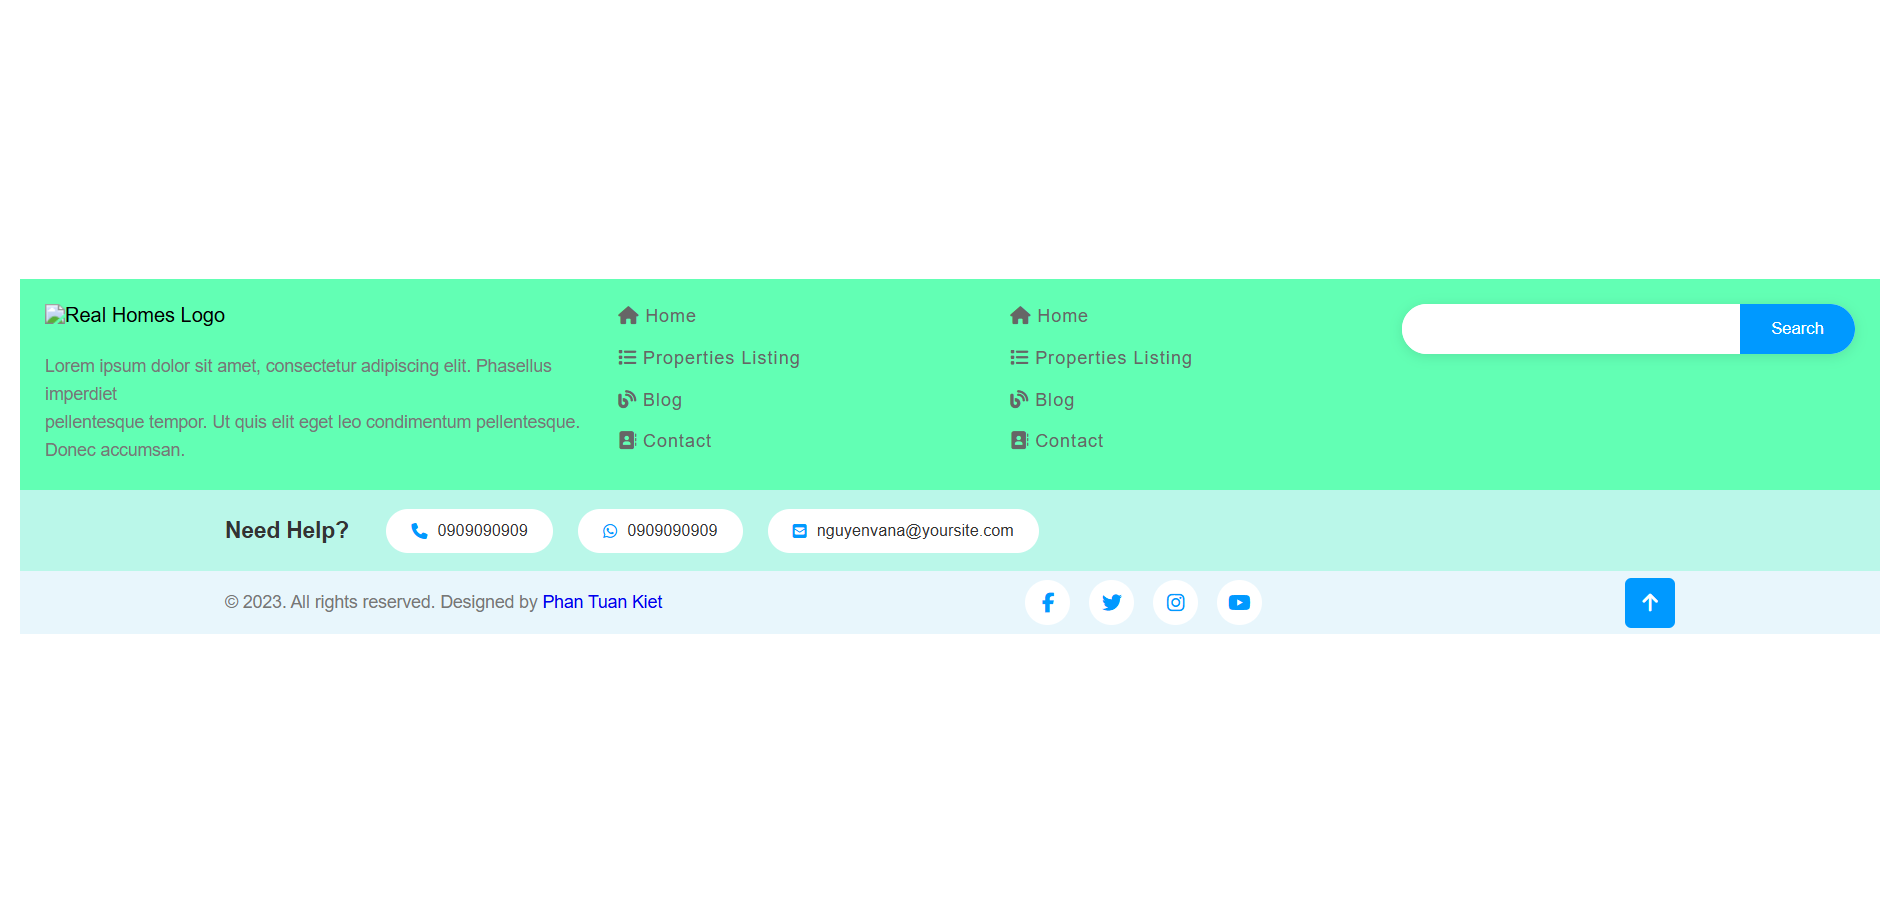 Real Homes Logo
Lorem ipsum dolor sit amet, consectetur adipiscing elit. Phasellus
imperdiet
pellentesque tempor. Ut quis elit eget leo condimentum pellentesque.
Donec accumsan.
Home
Properties Listing
Blog
Contact
Home
Properties Listing
Blog
Contact
Search
Need Help? 0909090909 0909090909 nguyenvana@yoursite.com
© 2023. All rights reserved. Designed by Phan Tuan Kiet